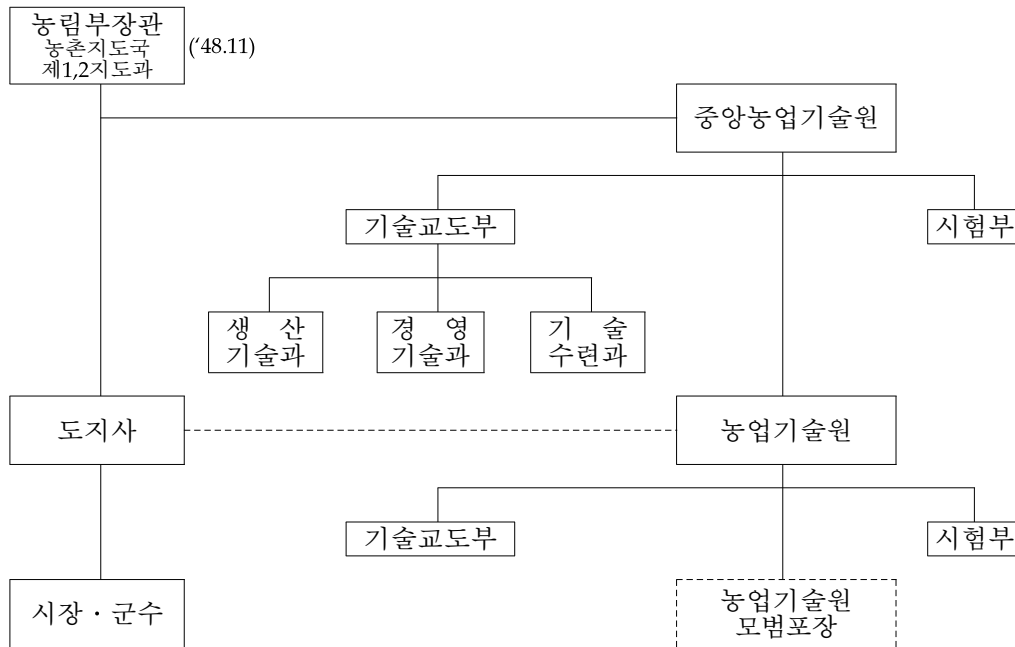 농림부장관
농촌지도국
제1,2지도과
(‘48.11)
중앙농업기술원
기술교도부
시험부
생 산
기술과
경 영
기술과
기 술
수련과
도지사
농업기술원
기술교도부
시험부
시장 · 군수
농업기술원
모범포장